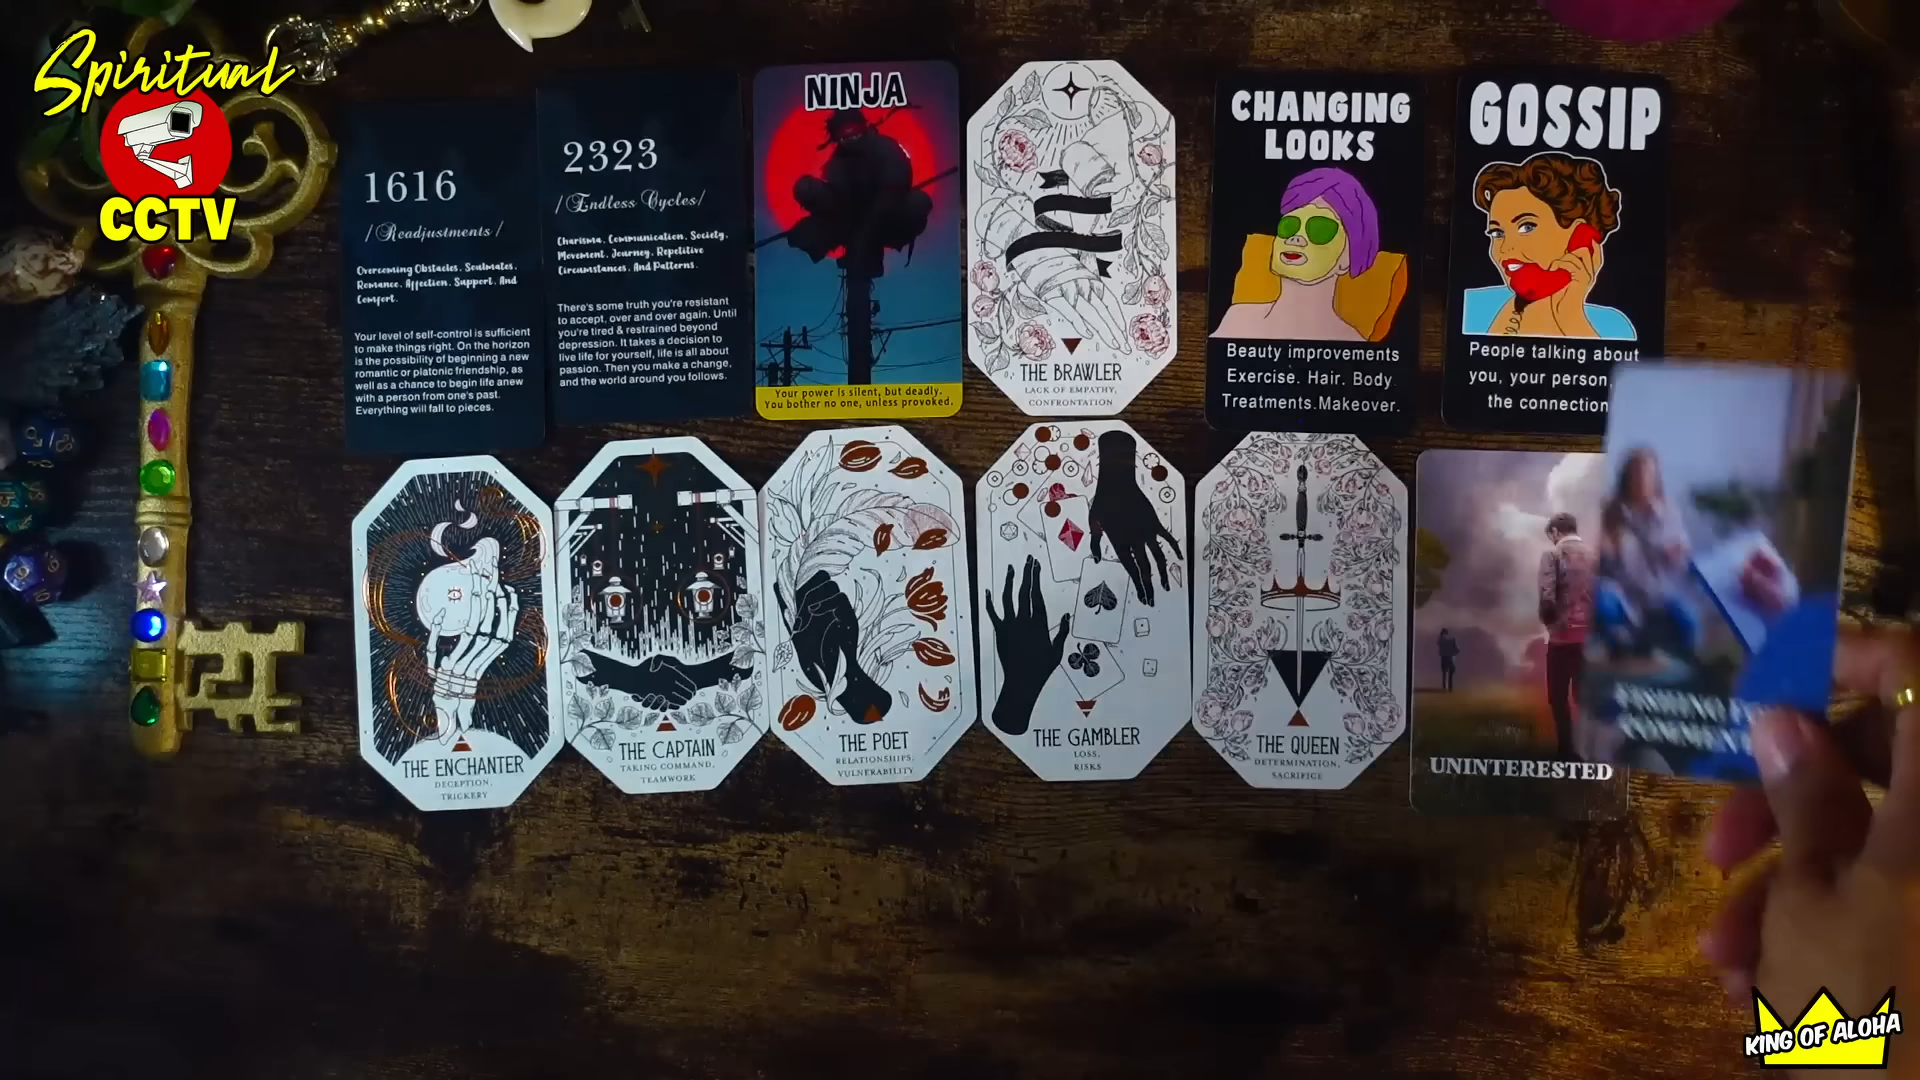 Spiritual
CCTV
1616
/Readjustments/
Overcoming Obstacles, Soulmates,
Romance, Affection, Support, And
Comfort.
Your level of self-control is sufficient
to make things right. On the horizon
is the possibility of beginning a new
romantic or platonic friendship, as
well as a chance to begin life anew
with a person from one's past.
Everything will fall to pieces.
2323
/Endless Cycles/
Charisma, Communication, Society,
Movement, Journey, Repetitive
Circumstances, And Patterns.
There's some truth you're resistant
to accept, over and over again. Until
you're tired & restrained beyond
depression. It takes a decision to
live life for yourself, life is all about
passion. Then you make a change,
and the world around you follows.
NINJA
Your power is silent, but deadly.
You bother no one, unless provoked.
THE BRAWLER
LACK OF EMPATHY,
CONFRONTATION
CHANGING
LOOKS
Beauty improvements
Exercise. Hair. Body
Treatments.Makeover.
GOSSIP
People talking about
you, your person,
the connection
THE ENCHANTER
DECEPTION,
TRICKERY
THE CAPTAIN
TAKING COMMAND,
TEAMWORK
THE POET
RELATIONSHIPS,
VULNERABILITY
THE GAMBLER
LOSS,
RISKS
THE QUEEN
DETERMINATION,
SACRIFICE
UNINTERESTED
KING OF ALOHA